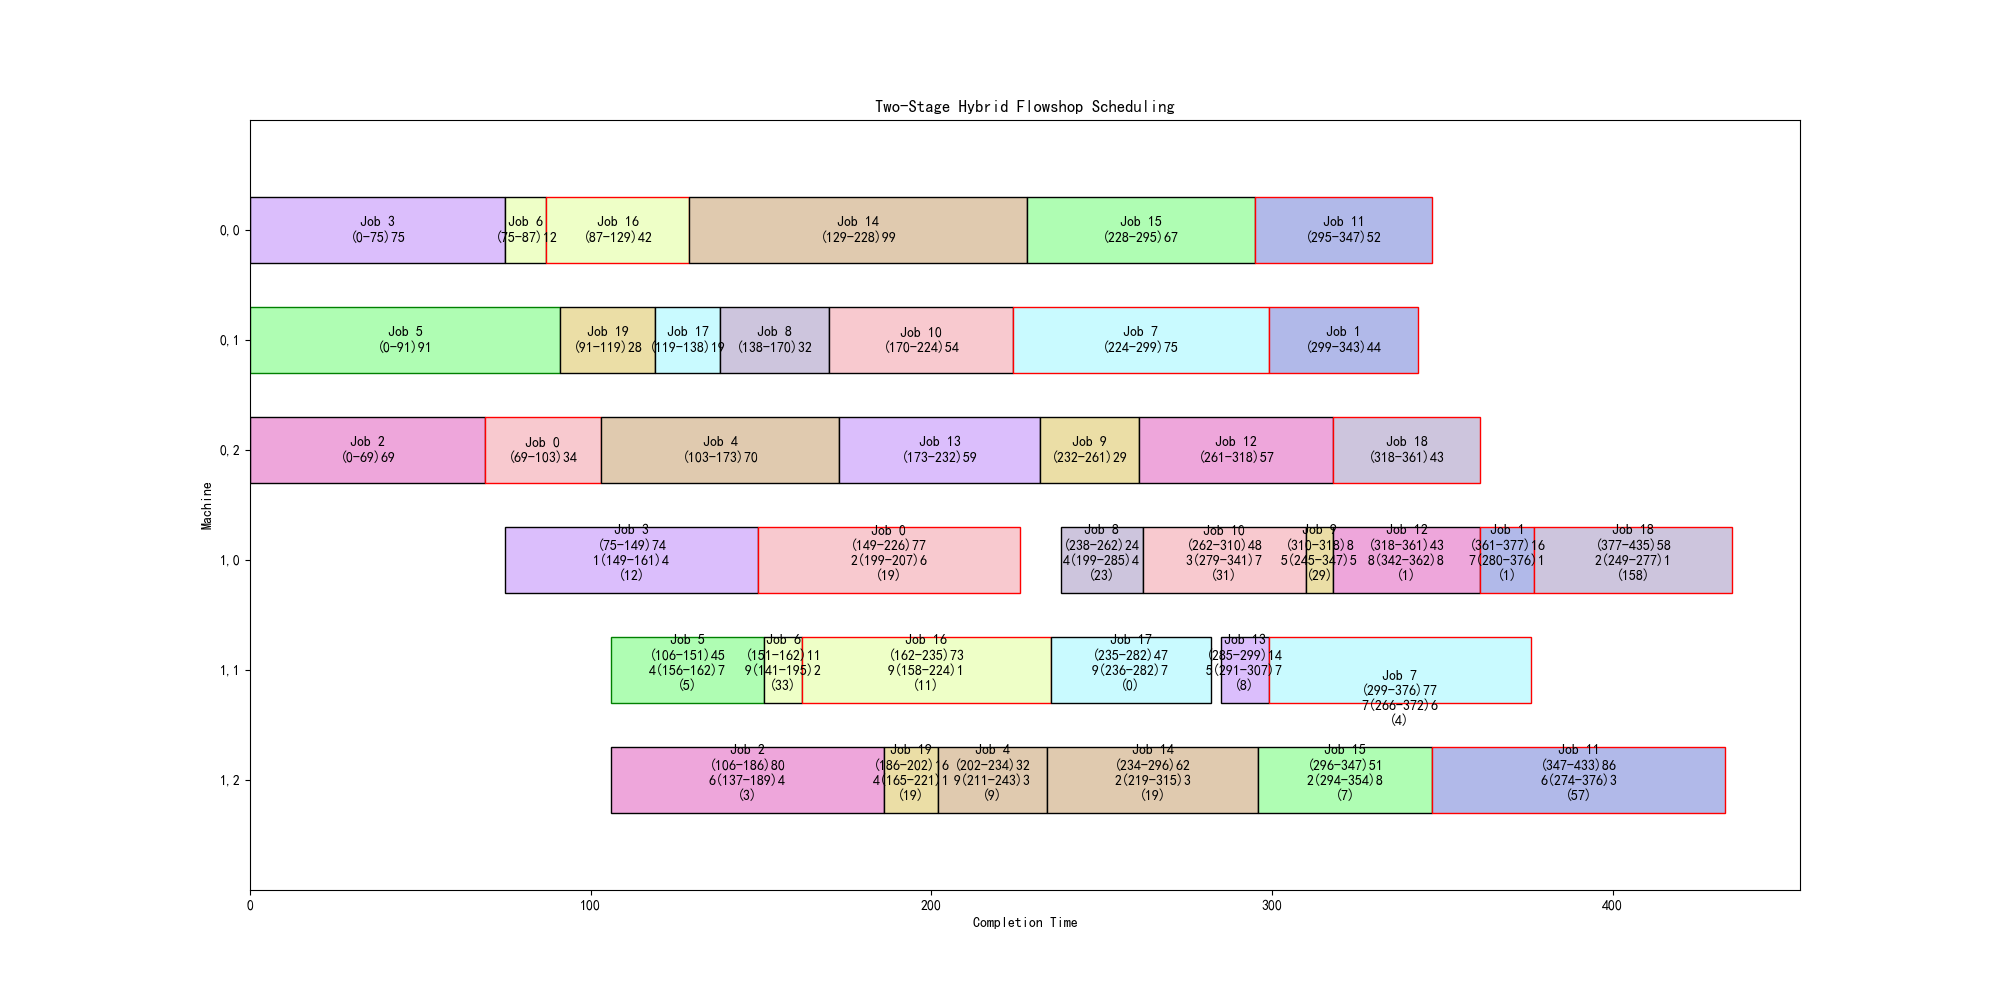 Two-Stage Hybrid Flowshop Scheduling
Machine
0,0
Job 3
(0-75)75
Job 6
(75-87)12
Job 16
(87-129)42
Job 14
(129-228)99
Job 15
(228-295)67
Job 11
(295-347)52
0,1
Job 5
(0-91)91
Job 19
(91-119)28
Job 17
(119-138)19
Job 8
(138-170)32
Job 10
(170-224)54
Job 7
(224-299)75
Job 1
(299-343)44
0,2
Job 2
(0-69)69
Job 0
(69-103)34
Job 4
(103-173)70
Job 13
(173-232)59
Job 9
(232-261)29
Job 12
(261-318)57
Job 18
(318-361)43
1,0
Job 3
(75-149)74
1(149-161)4
(12)
Job 0
(149-226)77
2(199-207)6
(19)
Job 8
(238-262)24
4(199-285)4
(23)
Job 10
(262-310)48
3(279-341)7
(31)
Job 9
(310-318)8
5(245-347)5
(29)
Job 12
(318-361)43
8(342-362)8
(1)
Job 1
(361-377)16
7(280-376)1
(1)
Job 18
(377-435)58
2(249-277)1
(158)
1,1
Job 5
(106-151)45
4(156-162)7
(5)
Job 6
(151-162)11
9(141-195)2
(33)
Job 16
(162-235)73
9(158-224)1
(11)
Job 17
(235-282)47
9(236-282)7
(0)
Job 13
(285-299)14
5(291-307)7
(8)
Job 7
(299-376)77
7(266-372)6
(4)
1,2
Job 2
(106-186)80
6(137-189)4
(3)
Job 19
(186-202)16
4(165-221)1
(19)
Job 4
(202-234)32
9(211-243)3
(9)
Job 14
(234-296)62
2(219-315)3
(19)
Job 15
(296-347)51
2(294-354)8
(7)
Job 11
(347-433)86
6(274-376)3
(57)
0
100
200
300
400
Completion Time